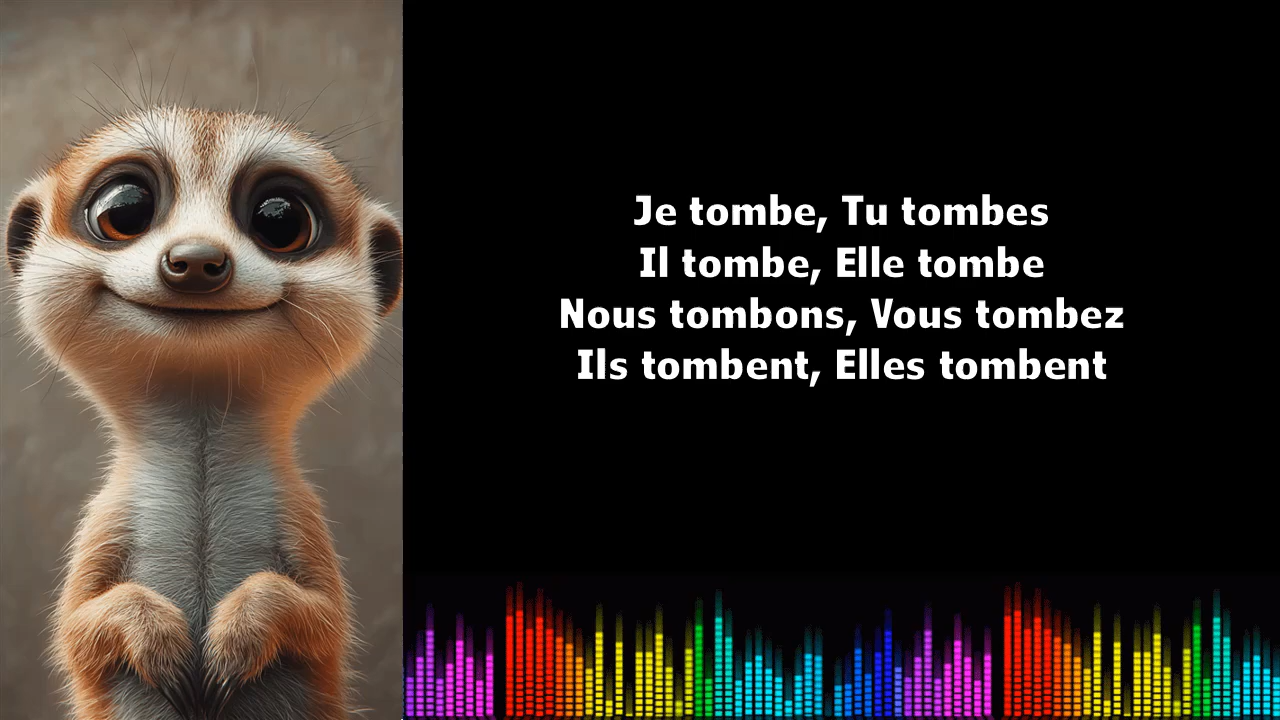 Je tombe, Tu tombes
Il tombe, Elle tombe
Nous tombons, Vous tombez
Ils tombent, Elles tombent